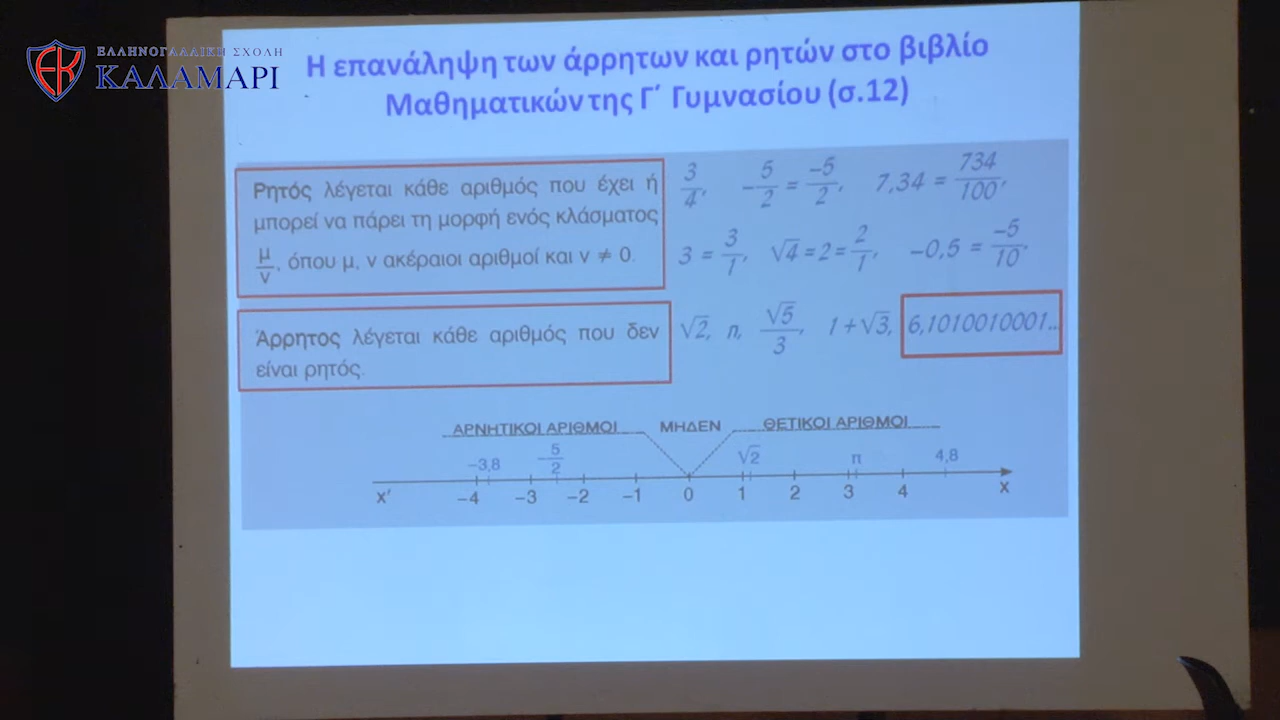 ΕΛΛΗΝΟΓΑΛΛΙΚΗ ΣΧΟΛΗ
ΚΑΛΑΜΑΡΙ
Η επανάληψη των άρρητων και ρητών στο βιβλίο
Μαθηματικών της Γ΄ Γυμνασίου (σ.12)
Ρητός λέγεται κάθε αριθμός που έχει ή
μπορεί να πάρει τη μορφή ενός κλάσματος
μ/ν, όπου μ, ν ακέραιοι αριθμοί και ν ≠ 0.
3/4, -5/2 = -5/2, 7,34 = 734/100,
3 = 3/1, √4=2=2/1, -0,5 = -5/10,
Άρρητος λέγεται κάθε αριθμός που δεν
είναι ρητός.
√2, π, √5/3, 1+√3, 6,1010010001...
ΑΡΝΗΤΙΚΟΙ ΑΡΙΘΜΟΙ ΜΗΔΕΝ ΘΕΤΙΚΟΙ ΑΡΙΘΜΟΙ
-3,8 -5/2 √2 π 4,8
x' -4 -3 -2 -1 0 1 2 3 4 x